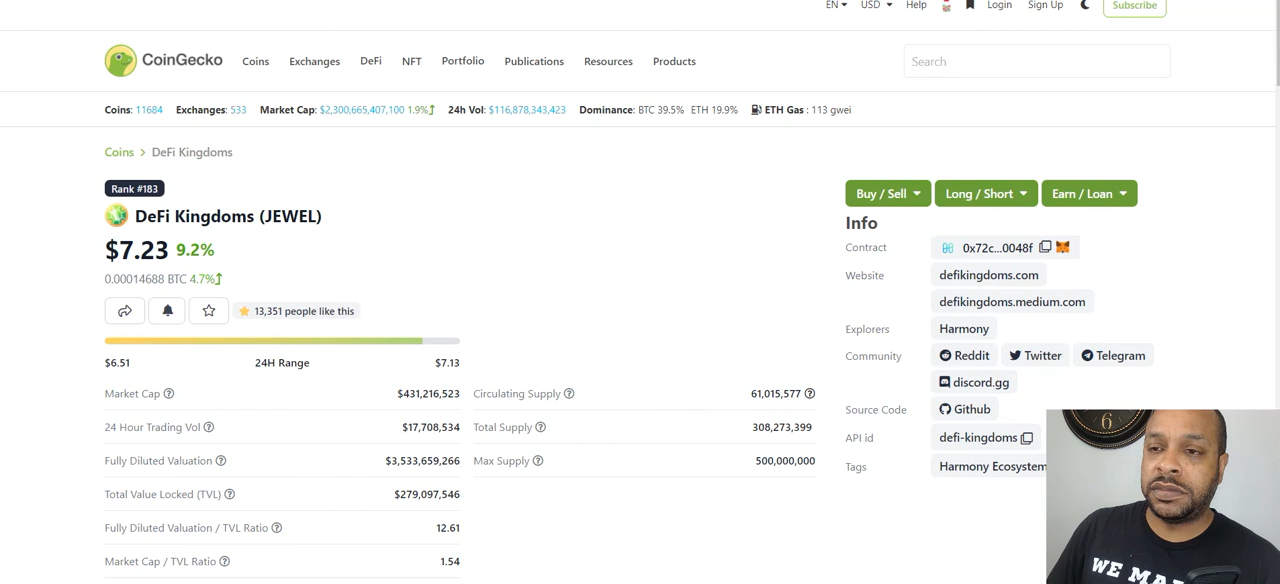 EN USD Help Login Sign Up Subscribe
CoinGecko Coins Exchanges DeFi NFT Portfolio Publications Resources Products Search
Coins: 11684 Exchanges: 533 Market Cap: $2,300,665,407,100 1.9% 24h Vol: $116,878,343,423 Dominance: BTC 39.5% ETH 19.9% ETH Gas : 113 gwei
Coins > DeFi Kingdoms
Rank #183
DeFi Kingdoms (JEWEL)
$7.23 9.2%
0.00014688 BTC 4.7%
13,351 people like this
$6.51 24H Range $7.13
Market Cap $431,216,523
24 Hour Trading Vol $17,708,534
Fully Diluted Valuation $3,533,659,266
Total Value Locked (TVL) $279,097,546
Fully Diluted Valuation / TVL Ratio 12.61
Market Cap / TVL Ratio 1.54
Circulating Supply 61,015,577
Total Supply 308,273,399
Max Supply 500,000,000
Buy / Sell Long / Short Earn / Loan
Info
Contract 0x72c...0048f
Website defikingdoms.com
defikingdoms.medium.com
Explorers Harmony
Community Reddit Twitter Telegram
discord.gg
Source Code Github
API id defi-kingdoms
Tags Harmony Ecosystem
6
WE MA